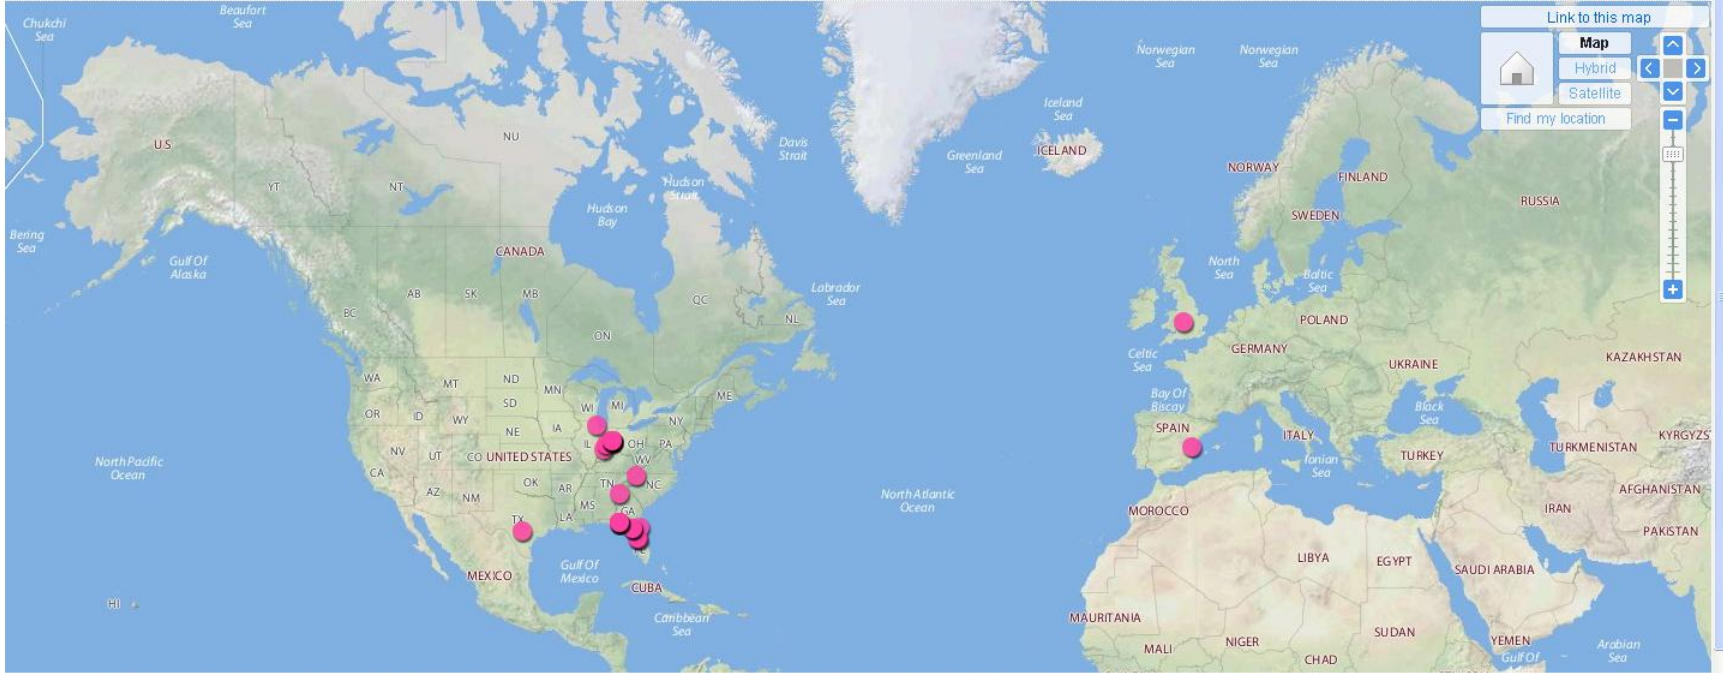 Link to this map
Map
Hybrid
Satellite
Find my location
Chukchi
Sea
Beaufort
Sea
Norwegian
Sea
Norwegian
Sea
Iceland
Sea
ICELAND
Greenland
Sea
Davis
Strait
NU
U.S
YT
NT
Hudson
Strait
Hudson
Bay
NORWAY
FINLAND
SWEDEN
RUSSIA
Bering
Sea
Gulf Of
Alaska
CANADA
AB
SK
MB
BC
ON
QC
NL
Labrador
Sea
North
Sea
Baltic
Sea
POLAND
GERMANY
UKRAINE
KAZAKHSTAN
Celtic
Sea
Bay Of
Biscay
Black
Sea
WA
MT
ND
MN
OR
ID
WY
SD
WI
MI
ME
NY
NE
IA
IL
OH
PA
NV
UT
CO
UNITED STATES
WV
CA
AZ
NM
OK
AR
TN
NC
MS
GA
TX
LA
FL
SPAIN
ITALY
Ionian
Sea
TURKEY
TURKMENISTAN
KYRGYZS
AFGHANISTAN
IRAN
PAKISTAN
North Pacific
Ocean
North Atlantic
Ocean
MOROCCO
LIBYA
EGYPT
SAUDI ARABIA
Gulf Of
Mexico
MEXICO
CUBA
HI
Caribbean
Sea
MAURITANIA
MALI
NIGER
CHAD
SUDAN
YEMEN
Gulf Of
Arabian
Sea